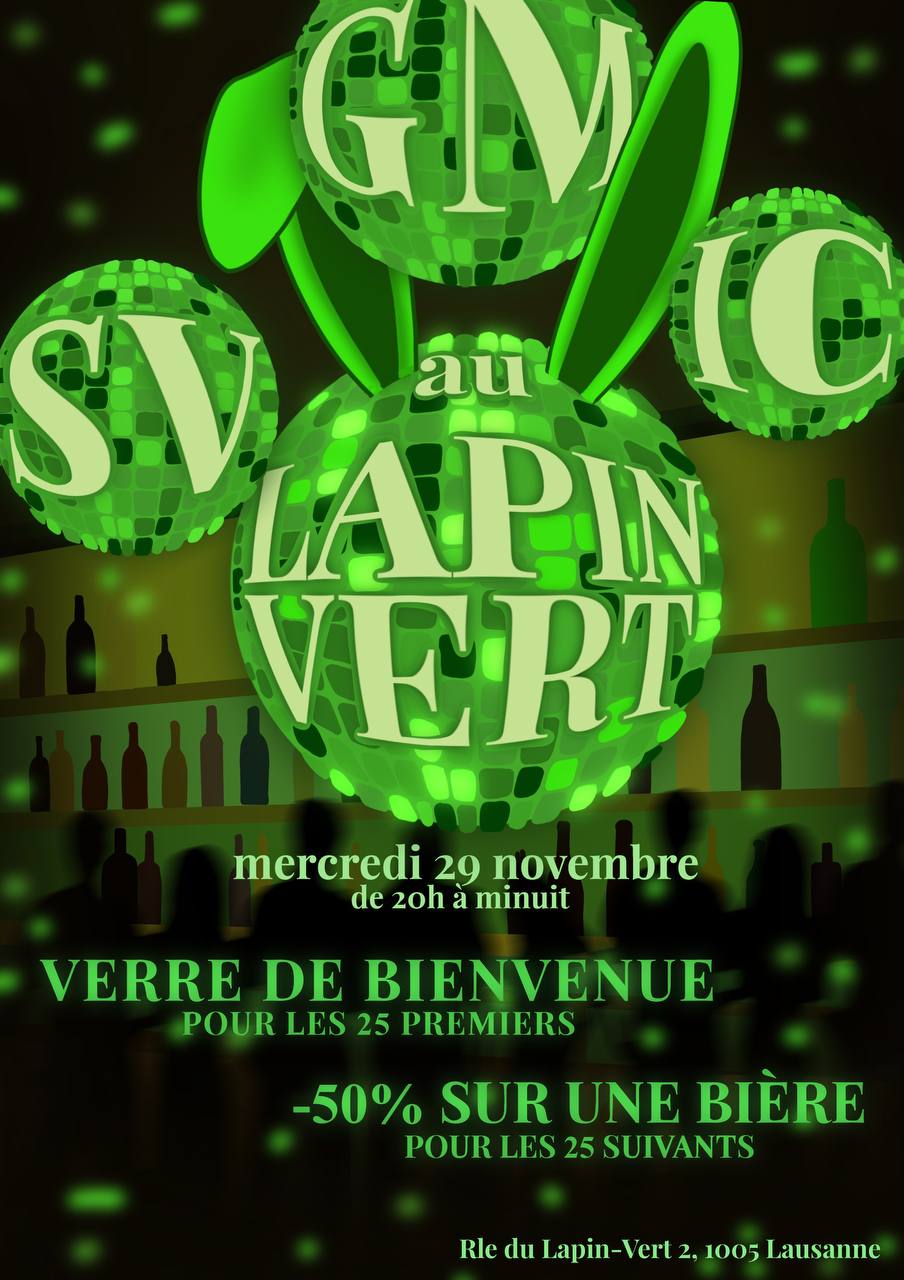 GM
SV
IC
au
LAPIN
VERT
mercredi 29 novembre
de 20h à minuit
VERRE DE BIENVENUE
POUR LES 25 PREMIERS
-50% SUR UNE BIÈRE
POUR LES 25 SUIVANTS
Rle du Lapin-Vert 2, 1005 Lausanne